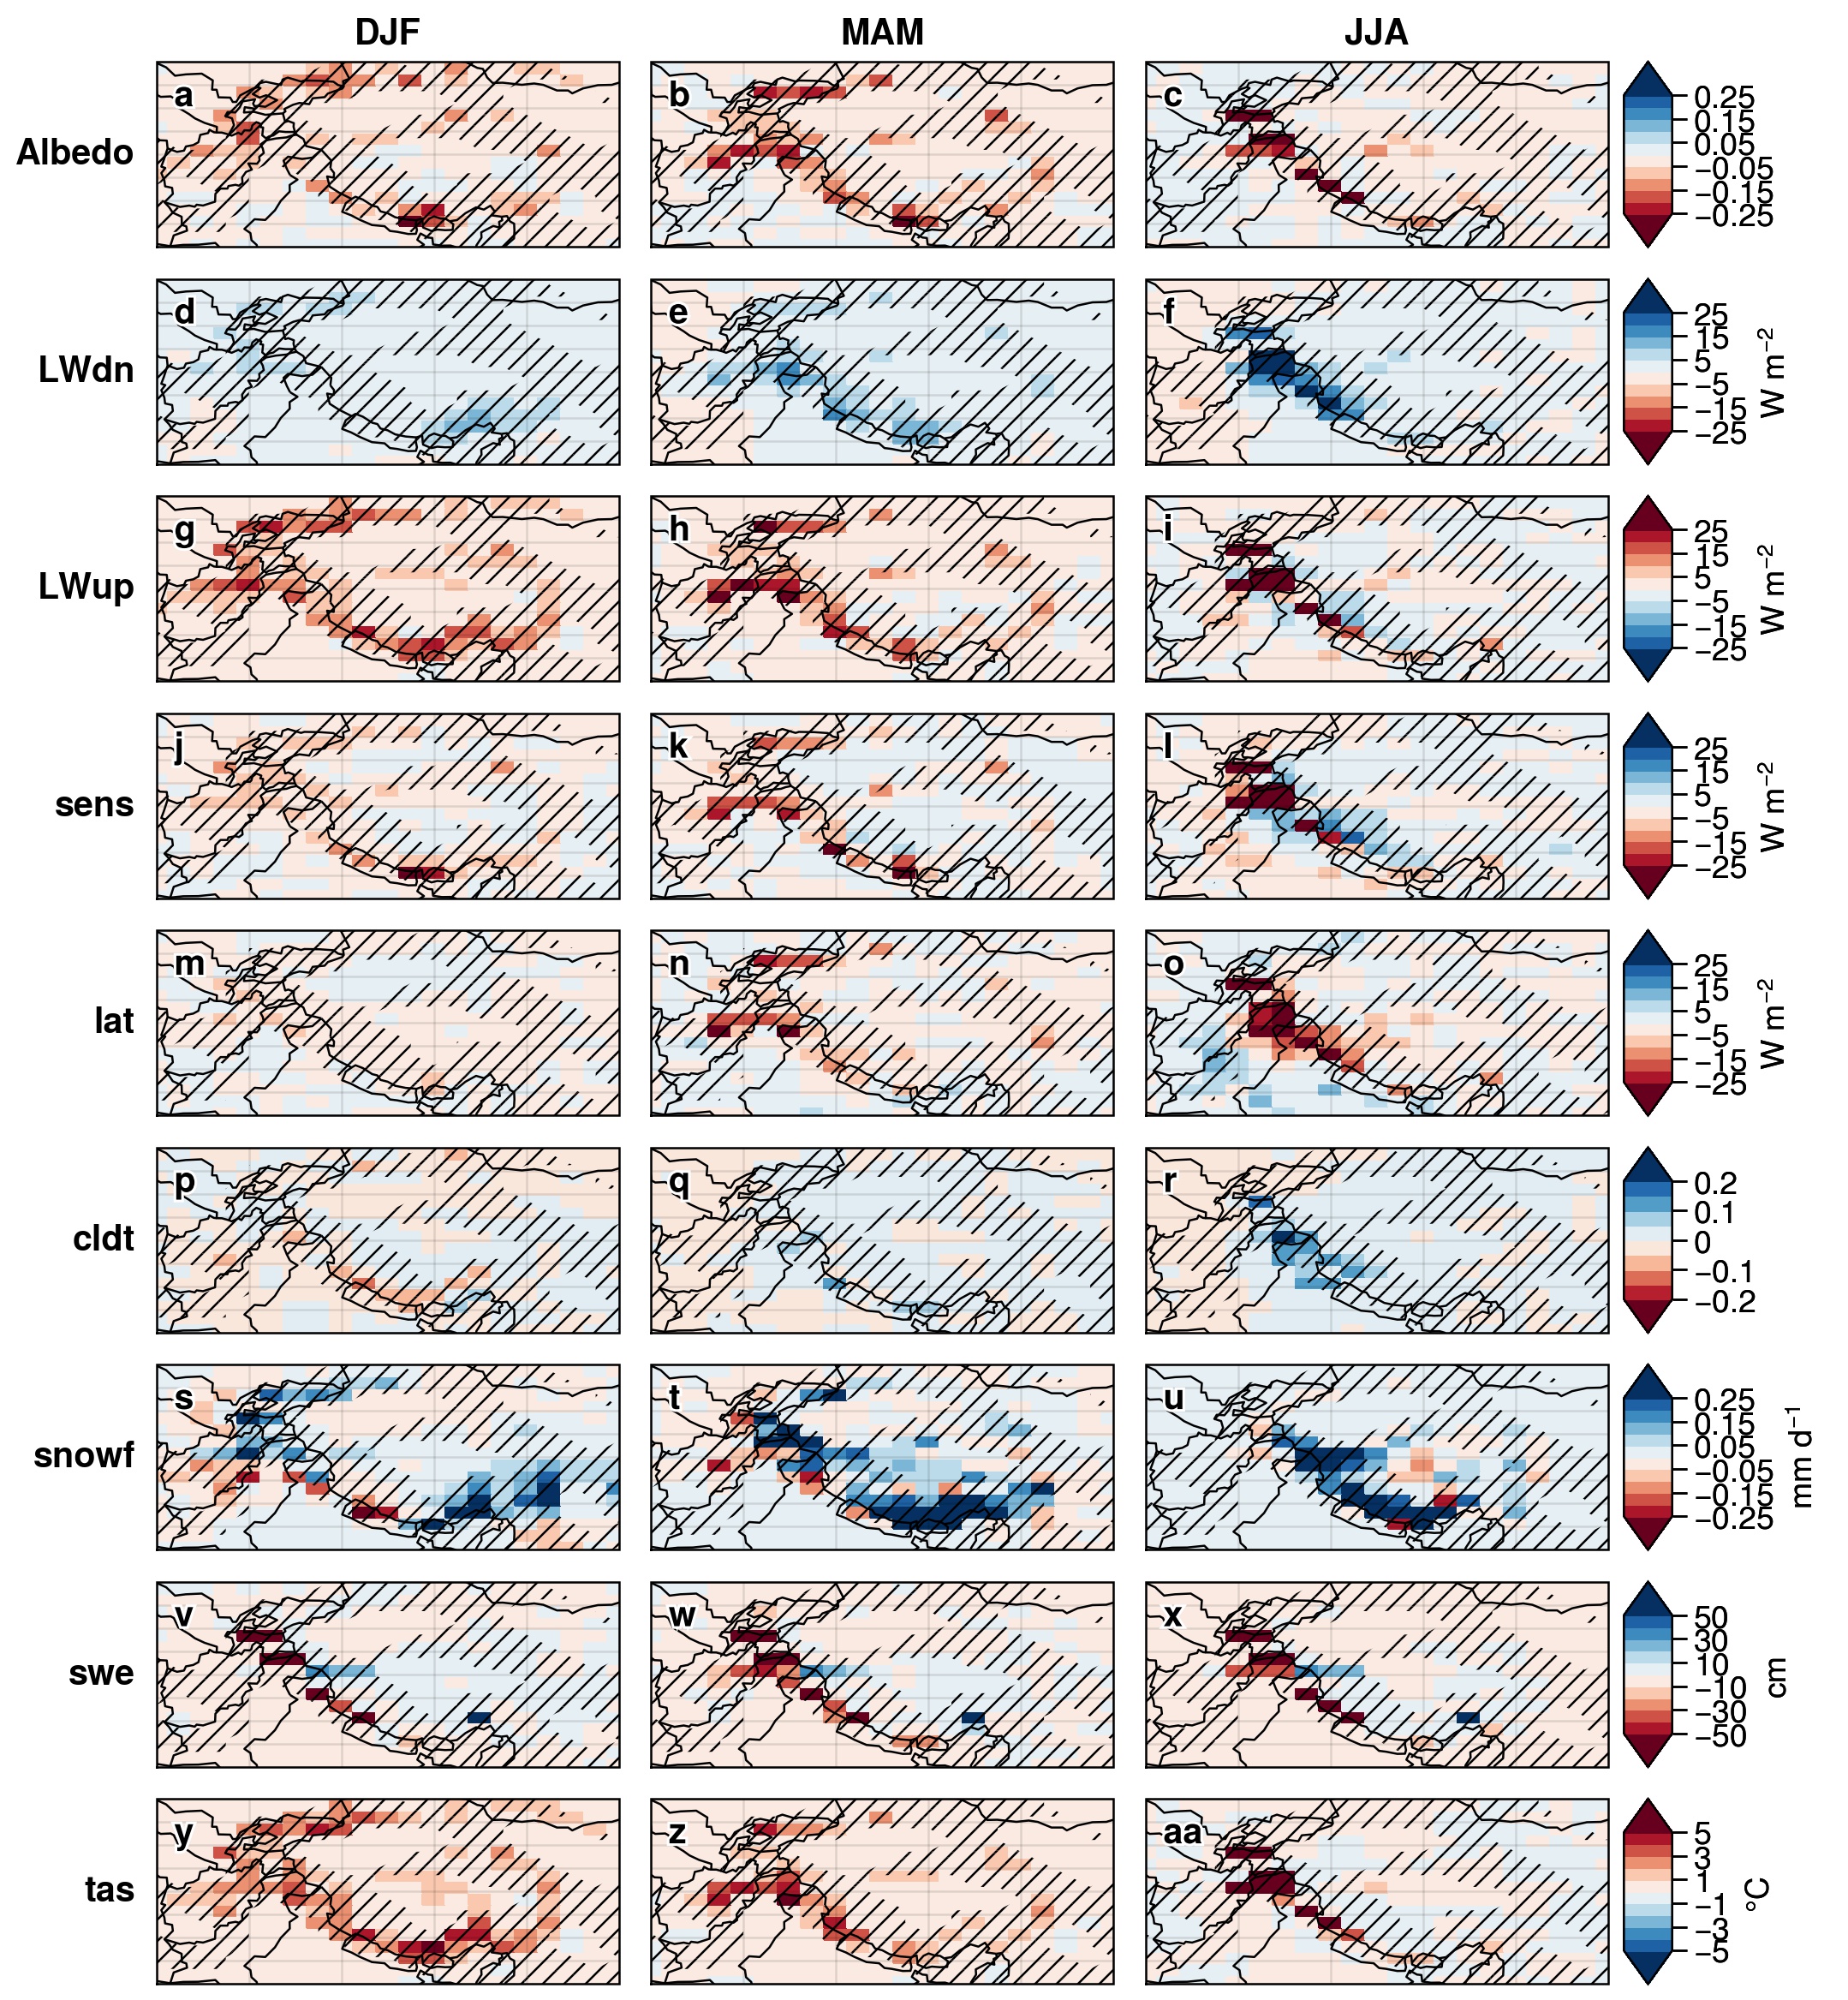 DJF MAM JJA
Albedo a b c 0.25 0.15 0.05 −0.05 −0.15 −0.25
LWdn d e f 25 15 5 −5 −15 −25 W m−2
LWup g h i 25 15 5 −5 −15 −25 W m−2
sens j k l 25 15 5 −5 −15 −25 W m−2
lat m n o 25 15 5 −5 −15 −25 W m−2
cldt p q r 0.2 0.1 0 −0.1 −0.2
snowf s t u 0.25 0.15 0.05 −0.05 −0.15 −0.25 mm d−1
swe v w x 50 30 10 −10 −30 −50 cm
tas y z aa 5 3 1 −1 −3 −5 °C